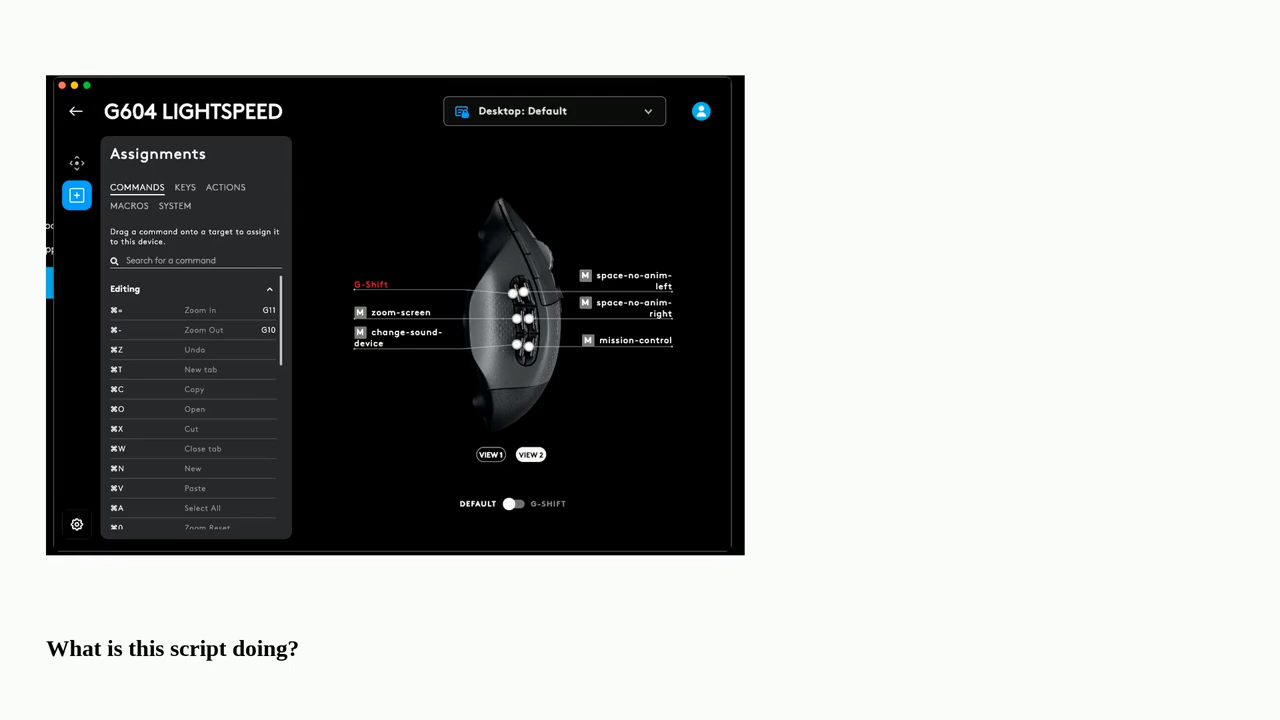 G604 LIGHTSPEED
Desktop: Default
Assignments
COMMANDS KEYS ACTIONS
MACROS SYSTEM
Drag a command onto a target to assign it
to this device.
Search for a command
Editing
⌘= Zoom In G11
⌘- Zoom Out G10
⌘Z Undo
⌘T New tab
⌘C Copy
⌘O Open
⌘X Cut
⌘W Close tab
⌘N New
⌘V Paste
⌘A Select All
⌘0 Zoom Reset
G-Shift
M zoom-screen
M change-sound-
device
M space-no-anim-
left
M space-no-anim-
right
M mission-control
VIEW 1 VIEW 2
DEFAULT G-SHIFT
What is this script doing?